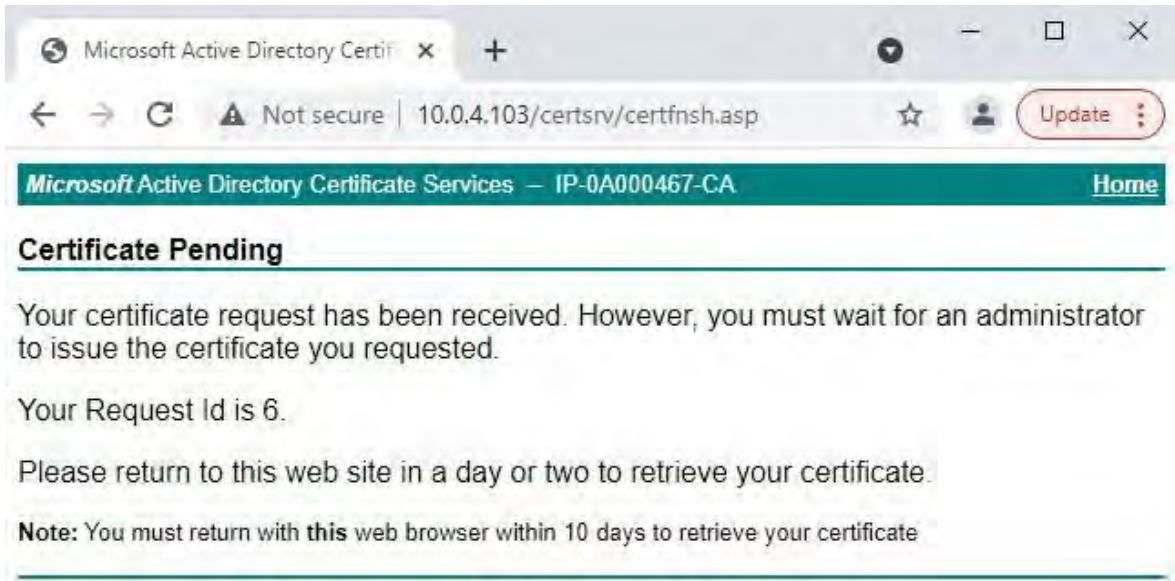 Microsoft Active Directory Certif
Not secure | 10.0.4.103/certsrv/certfnsh.asp
Update
Microsoft Active Directory Certificate Services – IP-0A000467-CA
Home
Certificate Pending
Your certificate request has been received. However, you must wait for an administrator
to issue the certificate you requested.
Your Request Id is 6.
Please return to this web site in a day or two to retrieve your certificate.
Note: You must return with this web browser within 10 days to retrieve your certificate